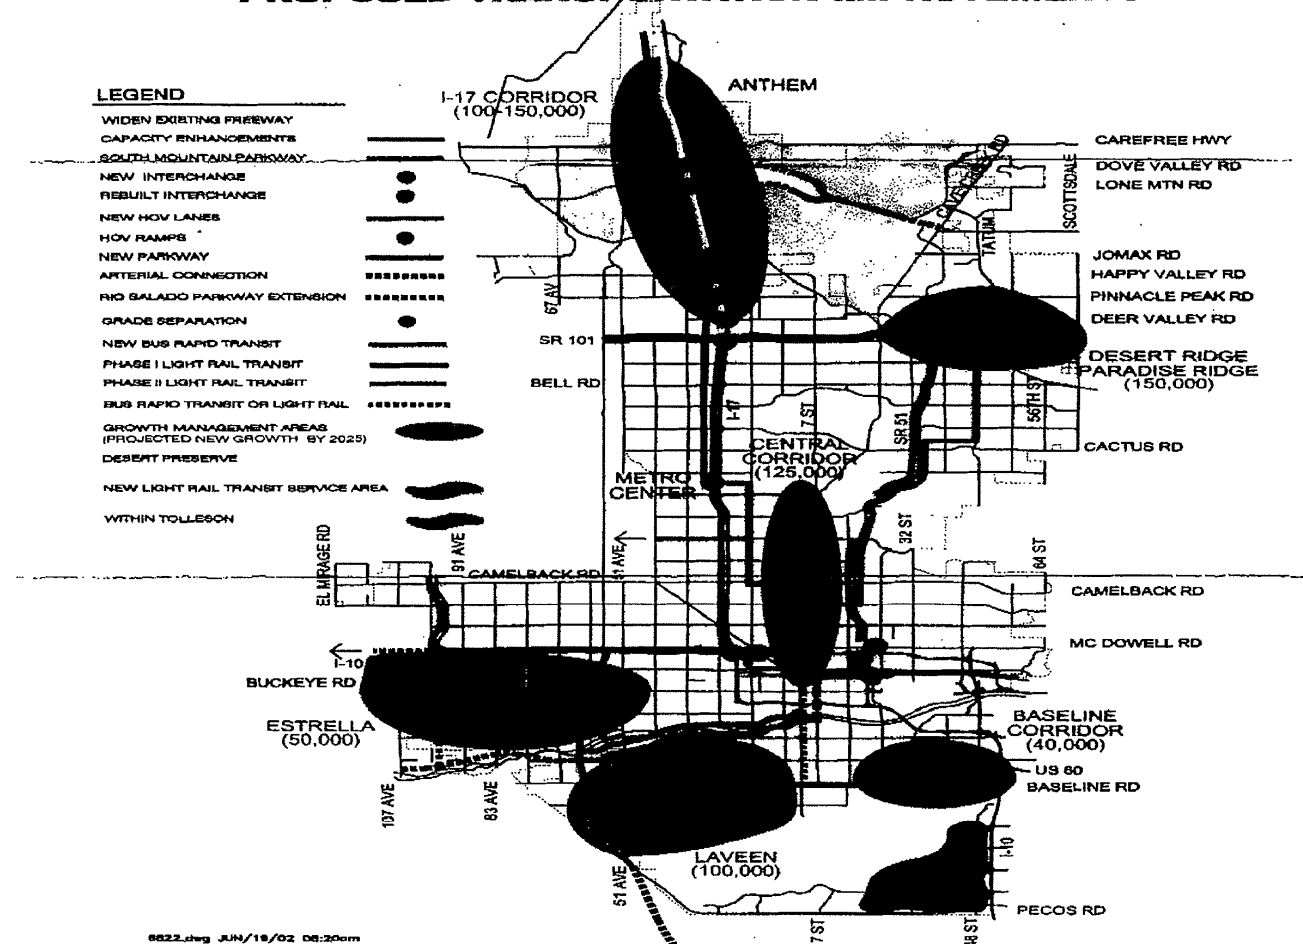 PROPOSED
ANTHEM
LEGEND
I-17 CORRIDOR
(100-150,000)
WIDEN EXISTING FREEWAY
CAPACITY ENHANCEMENTS
SOUTH MOUNTAIN PARKWAY
NEW INTERCHANGE
REBUILT INTERCHANGE
NEW HOV LANES
HOV RAMPS
NEW PARKWAY
ARTERIAL CONNECTION
RIO SALADO PARKWAY EXTENSION
GRADE SEPARATION
NEW BUS RAPID TRANSIT
PHASE I LIGHT RAIL TRANSIT
PHASE II LIGHT RAIL TRANSIT
BUS RAPID TRANSIT OR LIGHT RAIL
GROWTH MANAGEMENT AREAS
(PROJECTED NEW GROWTH BY 2025)
DESERT PRESERVE
NEW LIGHT RAIL TRANSIT SERVICE AREA
WITHIN TOLLESON
CAREFREE HWY
DOVE VALLEY RD
LONE MTN RD
SCOTTSDALE
TATUM
JOMAX RD
HAPPY VALLEY RD
PINNACLE PEAK RD
DEER VALLEY RD
67 AV
SR 101
DESERT RIDGE
PARADISE RIDGE
(150,000)
BELL RD
56TH ST
I-17
7 ST
SR 51
CACTUS RD
CENTRAL
CORRIDOR
(125,000)
METRO
CENTER
32 ST
64 ST
EL MIRAGE RD
91 AVE
CAMELBACK RD
CAMELBACK RD
MC DOWELL RD
I-10
BUCKEYE RD
ESTRELLA
(50,000)
BASELINE
CORRIDOR
(40,000)
US 60
BASELINE RD
107 AVE
83 AVE
LAVEEN
(100,000)
51 AVE
I-10
7 ST
48 ST
PECOS RD
6622.dwg JUN/19/02 08:20am